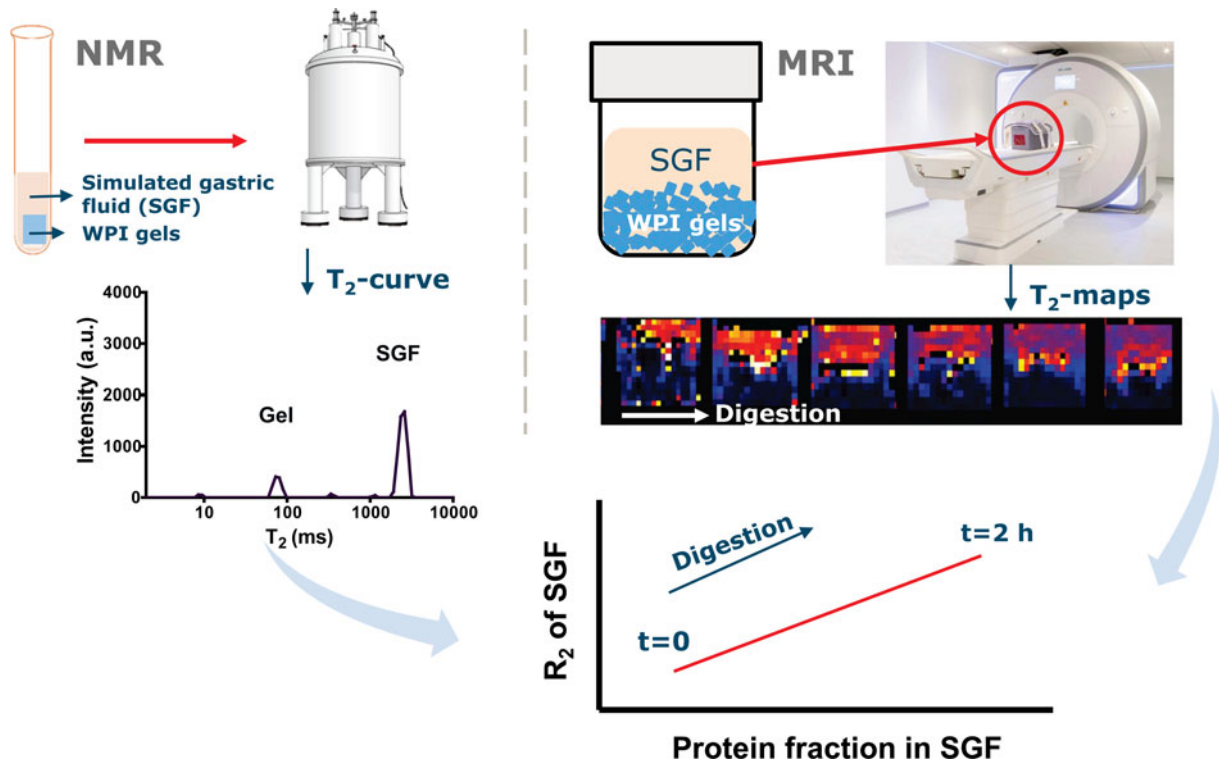 NMR
Simulated gastric
fluid (SGF)
WPI gels
T₂-curve
Intensity (a.u.)
4000
3000
2000
1000
0
Gel
SGF
10
100
1000
10000
T₂ (ms)
MRI
SGF
WPI gels
T₂-maps
Digestion
R₂ of SGF
Digestion
t=0
t=2 h
Protein fraction in SGF